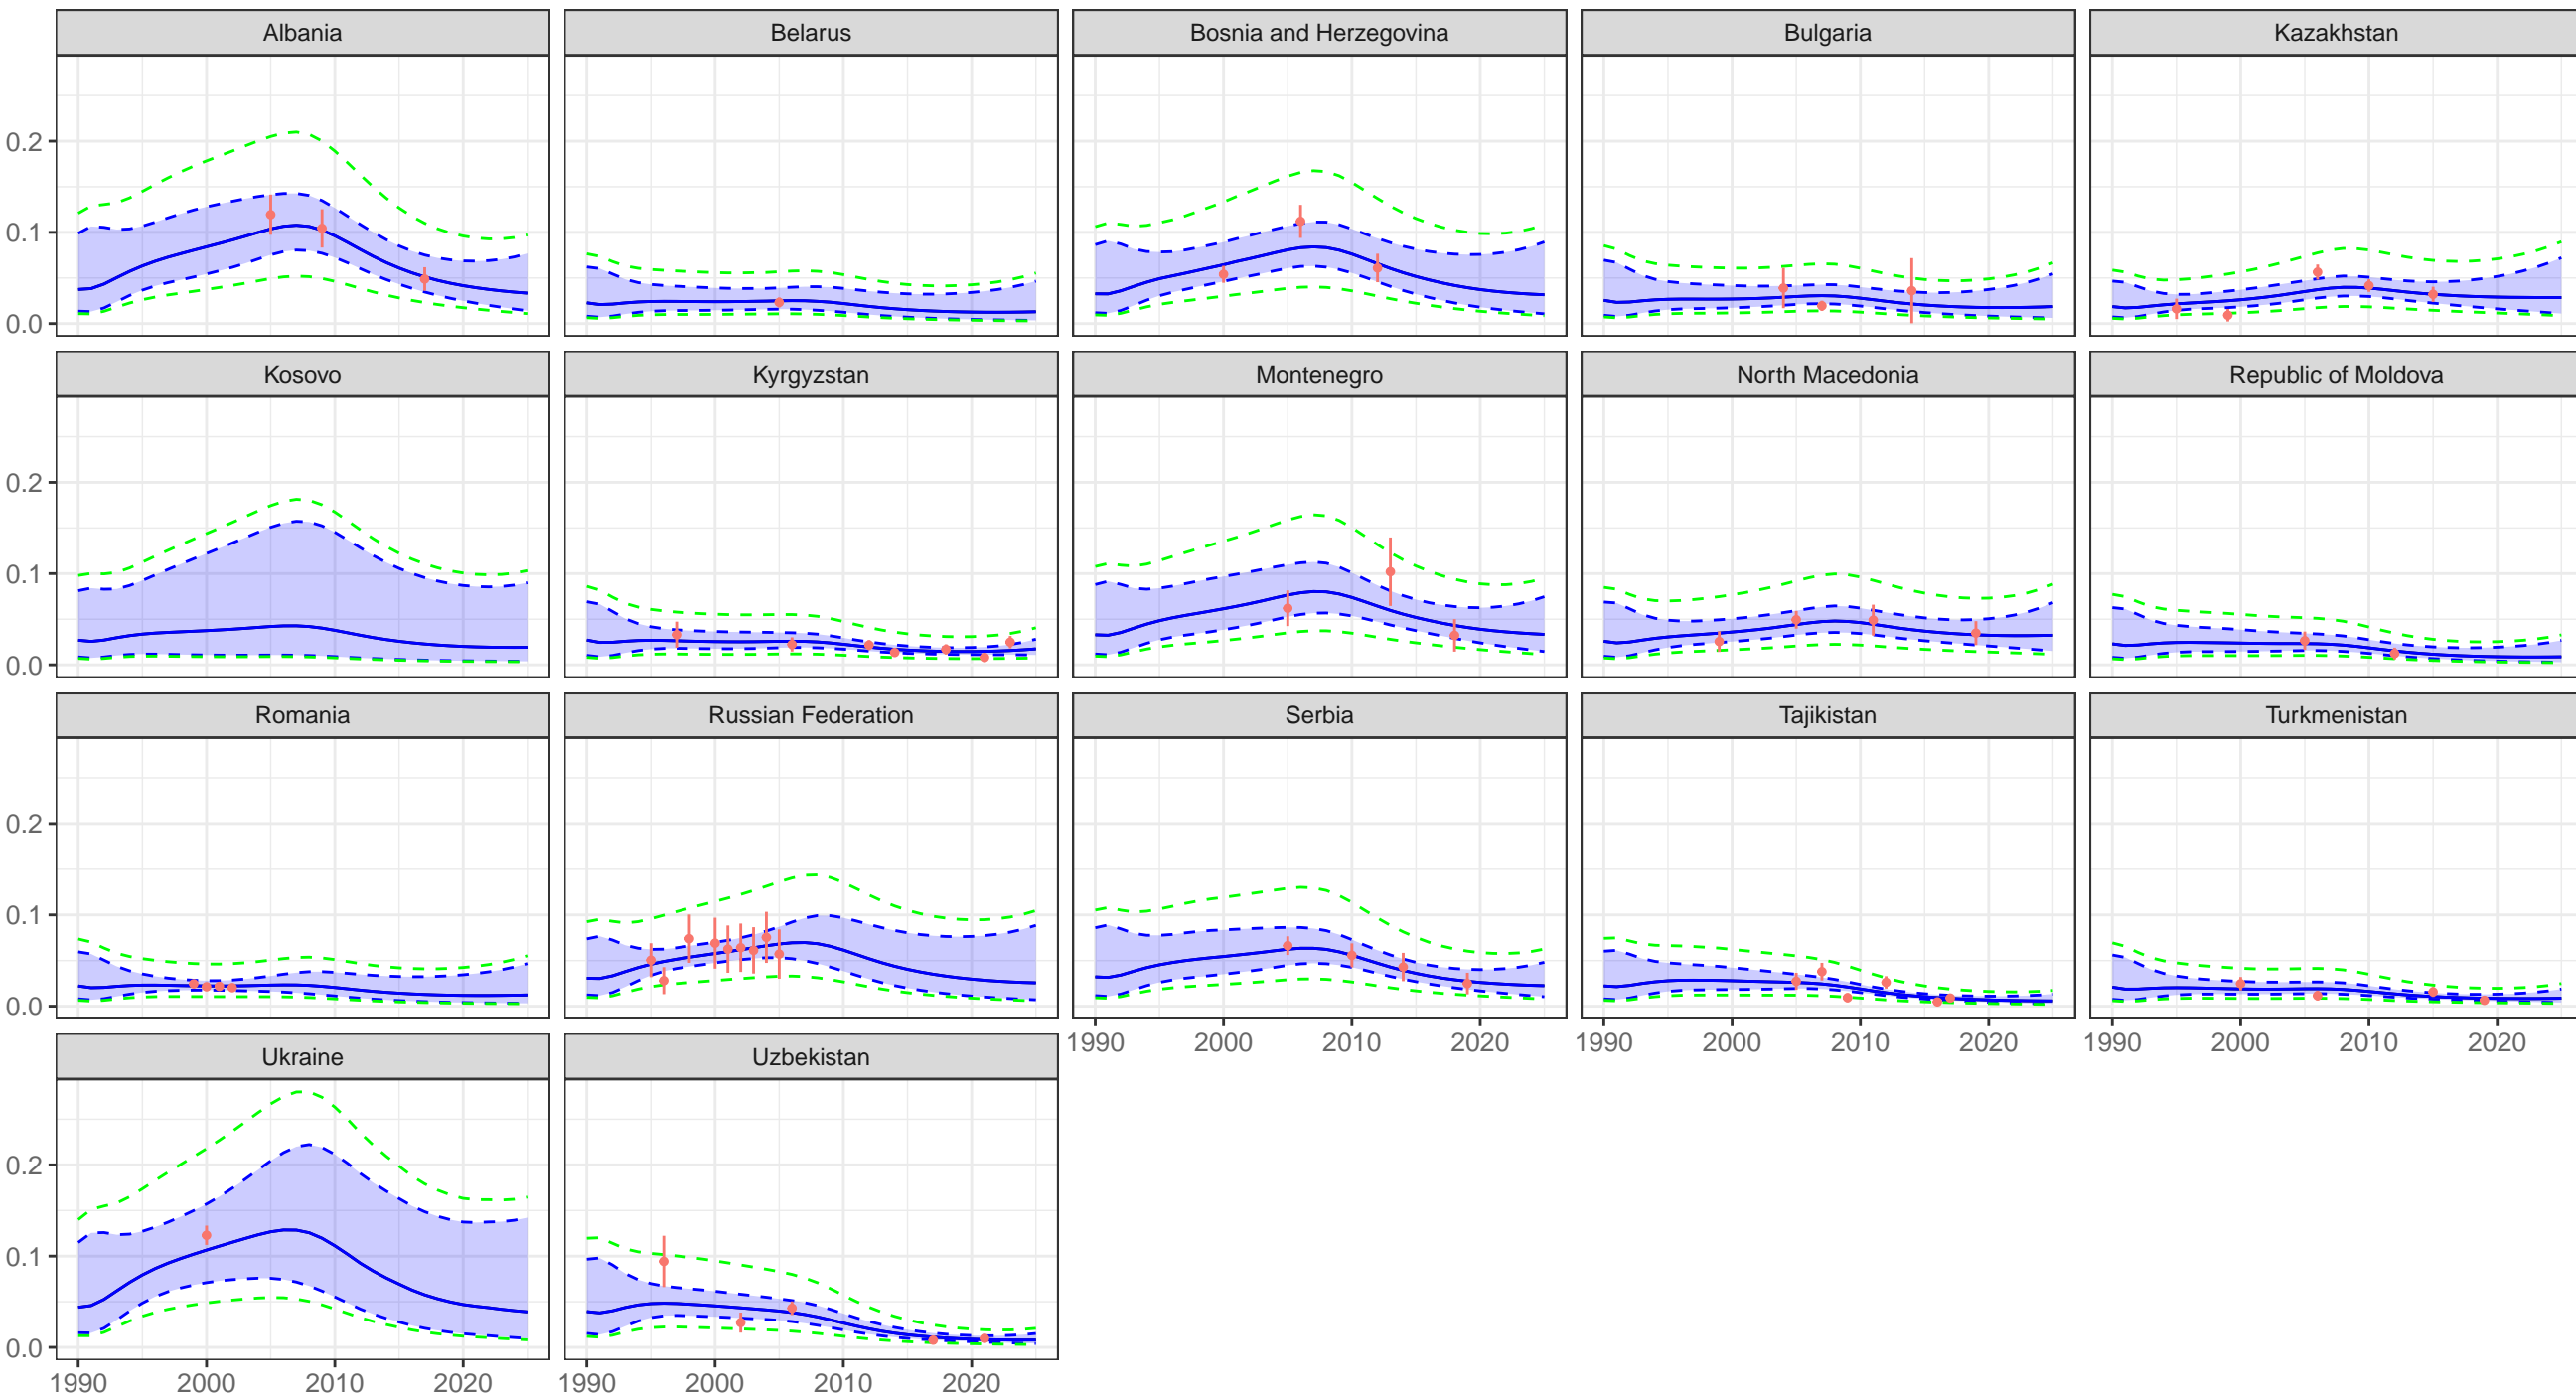 Albania
Belarus
Bosnia and Herzegovina
Bulgaria
Kazakhstan
0.2
0.1
0.0
Kosovo
Kyrgyzstan
Montenegro
North Macedonia
Republic of Moldova
0.2
0.1
0.0
Romania
Russian Federation
Serbia
Tajikistan
Turkmenistan
0.2
0.1
0.0
1990 2000 2010 2020
1990 2000 2010 2020
1990 2000 2010 2020
Ukraine
Uzbekistan
0.2
0.1
0.0
1990 2000 2010 2020
1990 2000 2010 2020